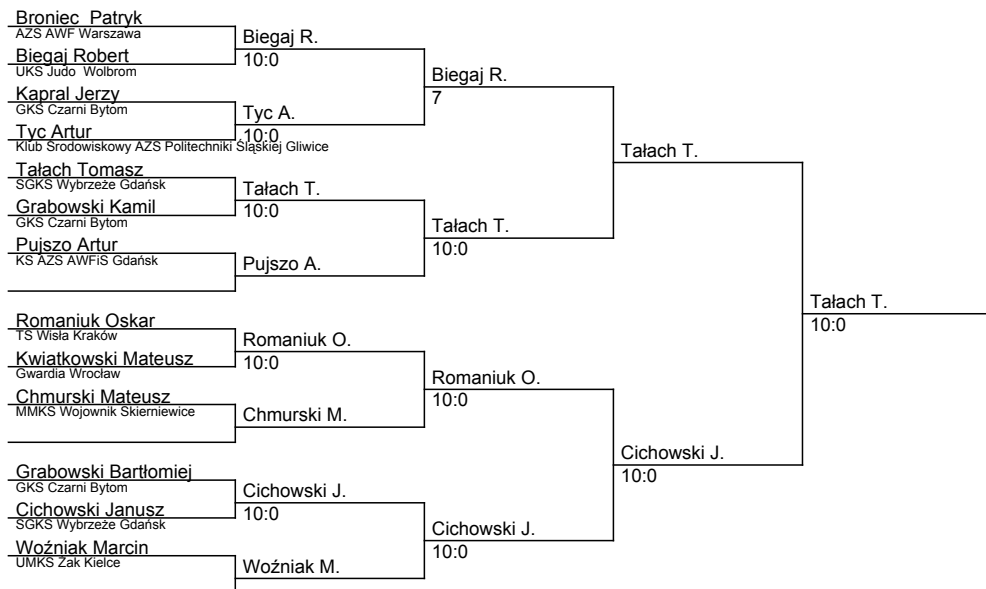 Broniec  Patryk
AZS AWF Warszawa
Biegaj Robert
UKS Judo  Wolbrom
Kapral Jerzy
GKS Czarni Bytom
Tyc Artur
Klub Środowiskowy AZS Politechniki Śląskiej Gliwice
Tałach Tomasz
SGKS Wybrzeże Gdańsk
Grabowski Kamil
GKS Czarni Bytom
Pujszo Artur
KS AZS AWFiS Gdańsk
Romaniuk Oskar
TS Wisła Kraków
Kwiatkowski Mateusz
Gwardia Wrocław
Chmurski Mateusz
MMKS Wojownik Skierniewice
Grabowski Bartłomiej
GKS Czarni Bytom
Cichowski Janusz
SGKS Wybrzeże Gdańsk
Woźniak Marcin
UMKS Żak Kielce
Biegaj R.
10:0
Tyc A.
10:0
Tałach T.
10:0
Pujszo A.
Romaniuk O.
10:0
Chmurski M.
Cichowski J.
10:0
Woźniak M.
Biegaj R.
7
Tałach T.
10:0
Romaniuk O.
10:0
Cichowski J.
10:0
Tałach T.
Cichowski J.
10:0
Tałach T.
10:0